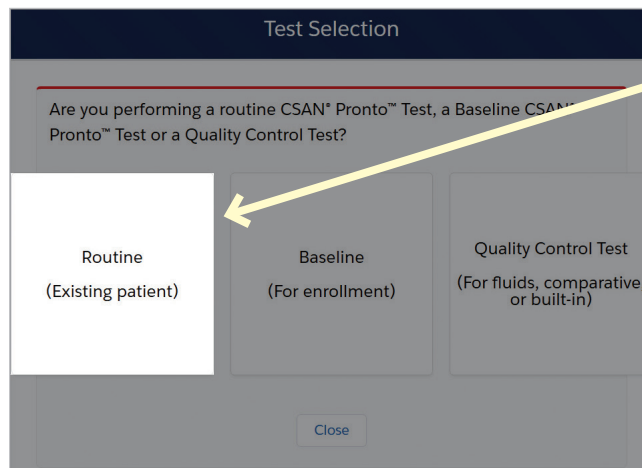 Test Selection
Are you performing a routine CSAN® Pronto™ Test, a Baseline CSAN®
Pronto™ Test or a Quality Control Test?
Routine
(Existing patient)
Baseline
(For enrollment)
Quality Control Test
(For fluids, comparative
or built-in)
Close